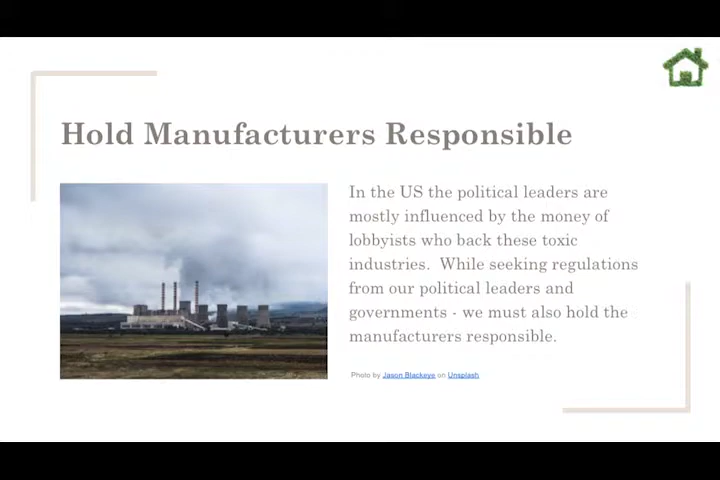 Hold Manufacturers Responsible
In the US the political leaders are
mostly influenced by the money of
lobbyists who back these toxic
industries.  While seeking regulations
from our political leaders and
governments - we must also hold the
manufacturers responsible.
Photo by Jason Blackeye on Unsplash